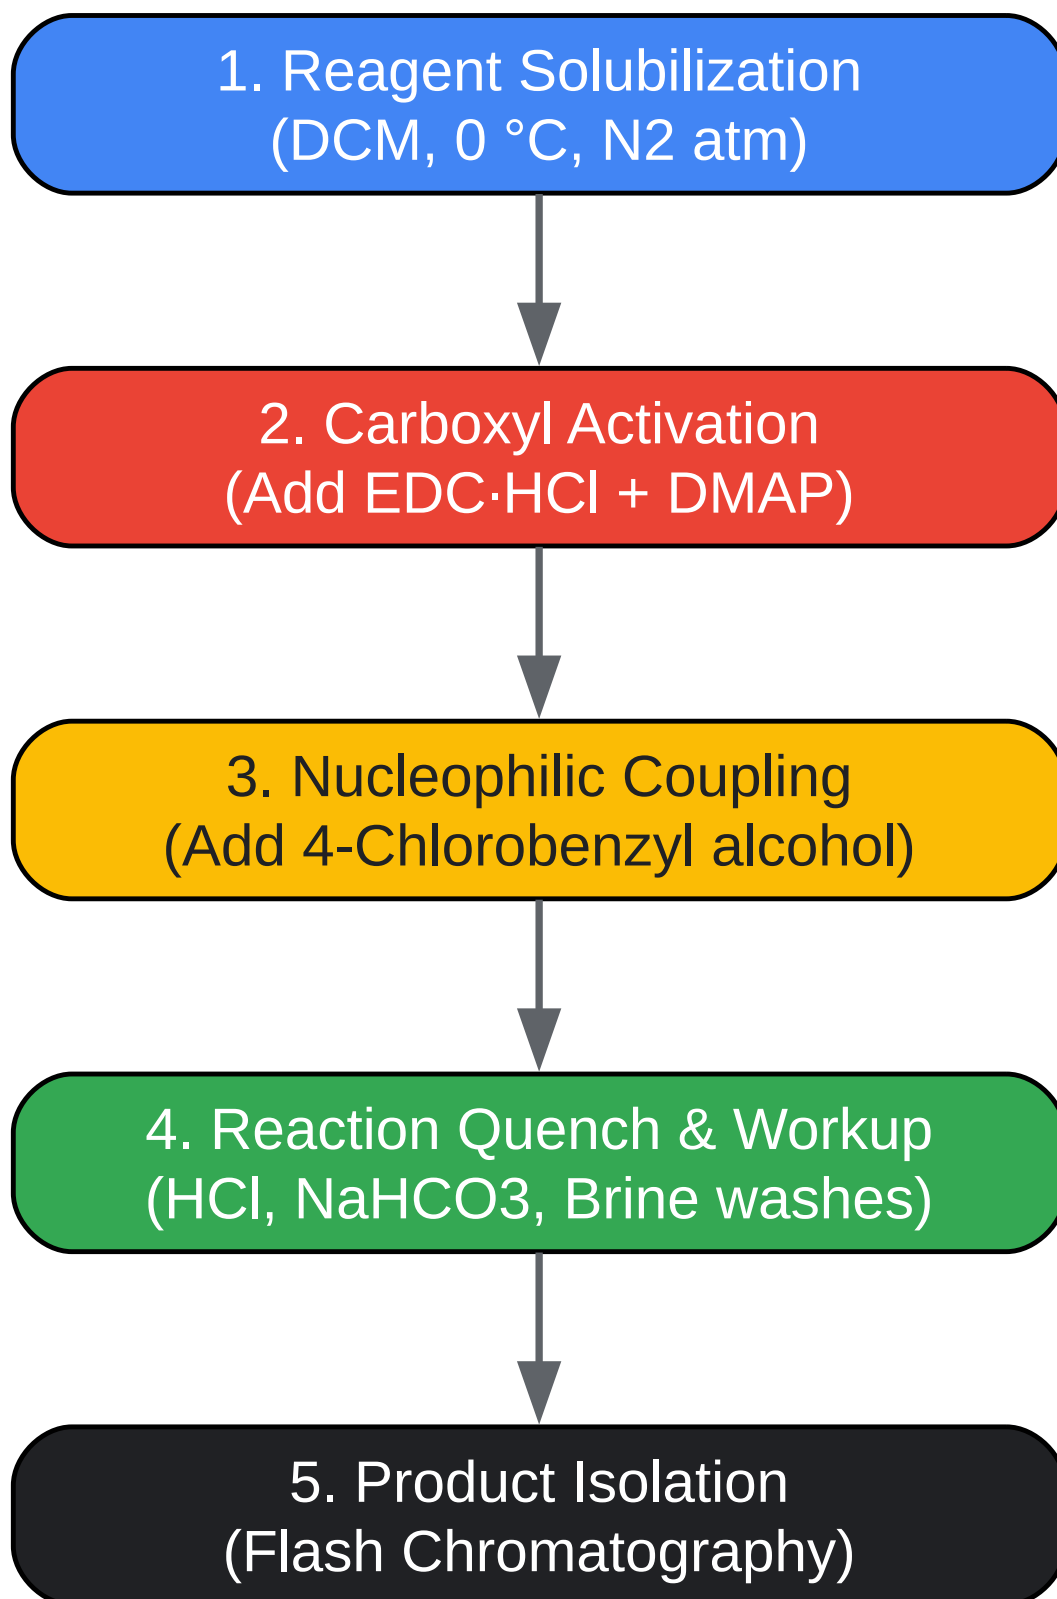 1. Reagent Solubilization
(DCM, 0 °C, N2 atm)
2. Carboxyl Activation
(Add EDC·HCl + DMAP)
3. Nucleophilic Coupling
(Add 4-Chlorobenzyl alcohol)
4. Reaction Quench & Workup
(HCl, NaHCO3, Brine washes)
5. Product Isolation
(Flash Chromatography)